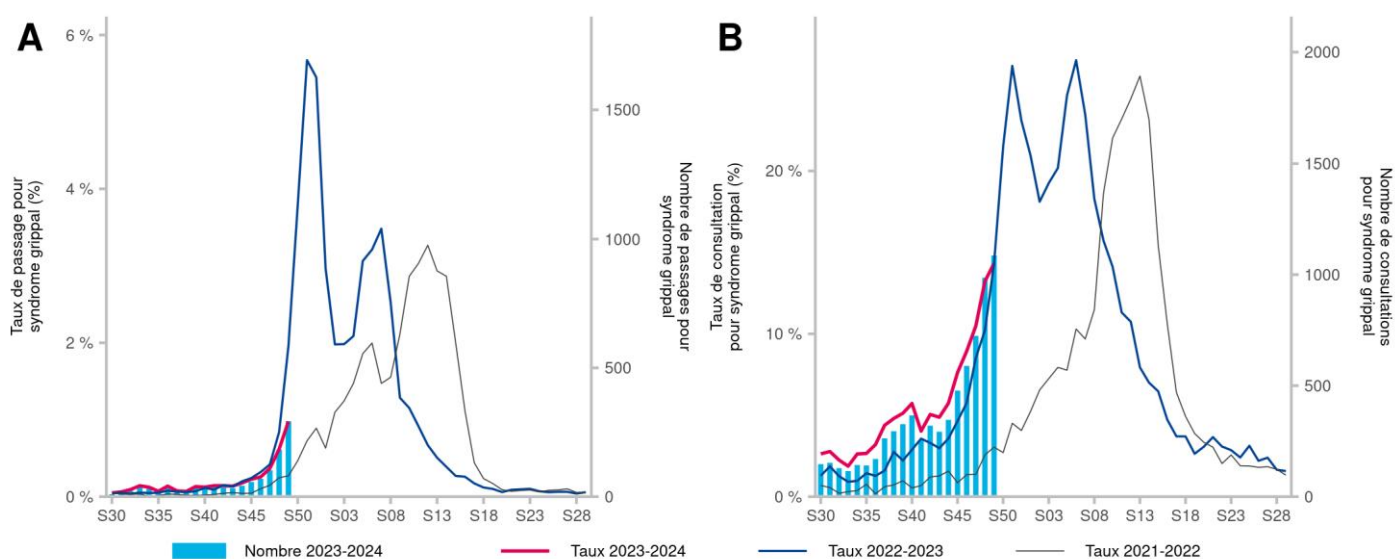 A
Taux de passage pour
syndrome grippal (%)
6 %
4 %
2 %
0 %
1500
1000
500
0
Nombre de passages pour
syndrome grippal
S30 S35 S40 S45 S50 S03 S08 S13 S18 S23 S28
B
Taux de consultation
pour syndrome grippal (%)
20 %
10 %
0 %
2000
1500
1000
500
0
Nombre de consultations
pour syndrome grippal
S30 S35 S40 S45 S50 S03 S08 S13 S18 S23 S28
Nombre 2023-2024 Taux 2023-2024 Taux 2022-2023 Taux 2021-2022